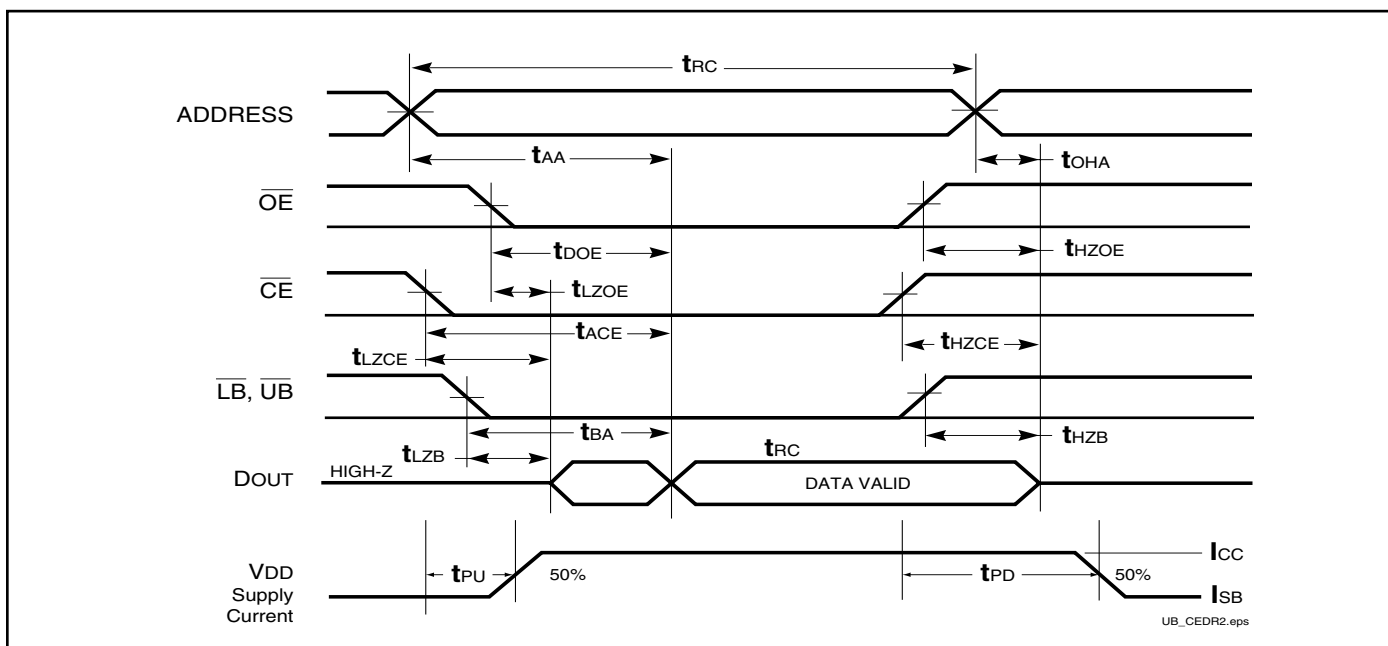 tRC
ADDRESS
tAA
tOHA
OE
tDOE
tHZOE
CE
tLZOE
tACE
tHZCE
tLZCE
LB, UB
tBA
tHZB
tLZB
tRC
DOUT
HIGH-Z
DATA VALID
ICC
VDD
Supply
Current
tPU
50%
tPD
50%
ISB
UB_CEDR2.eps